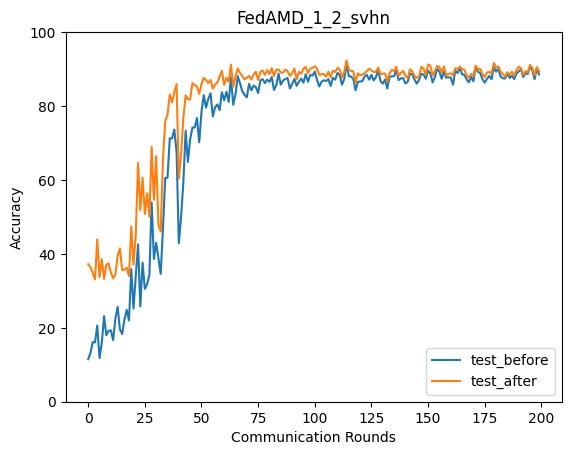 FedAMD_1_2_svhn
100
80
60
40
20
0
Accuracy
0 25 50 75 100 125 150 175 200
Communication Rounds
test_before
test_after